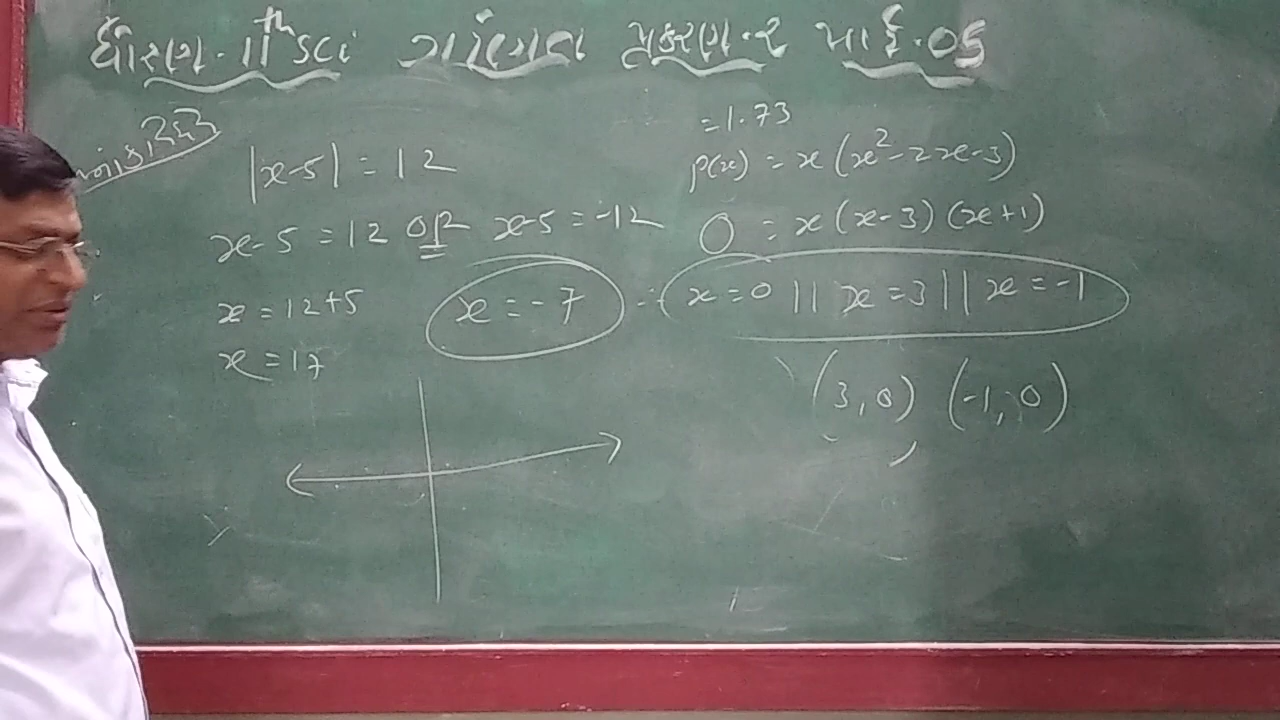 ધોરણ-11th sci ગણિત પ્રકરણ-૨ ભાઈ-05
|x-5| = 12
x-5 = 12 OR x-5 = -12
x = 12+5
x = -7
x = 17
= 1.73
p(x) = x(x²-2x-3)
0 = x(x-3)(x+1)
∴ x=0 || x=3 || x=-1
(3,0) (-1,0)